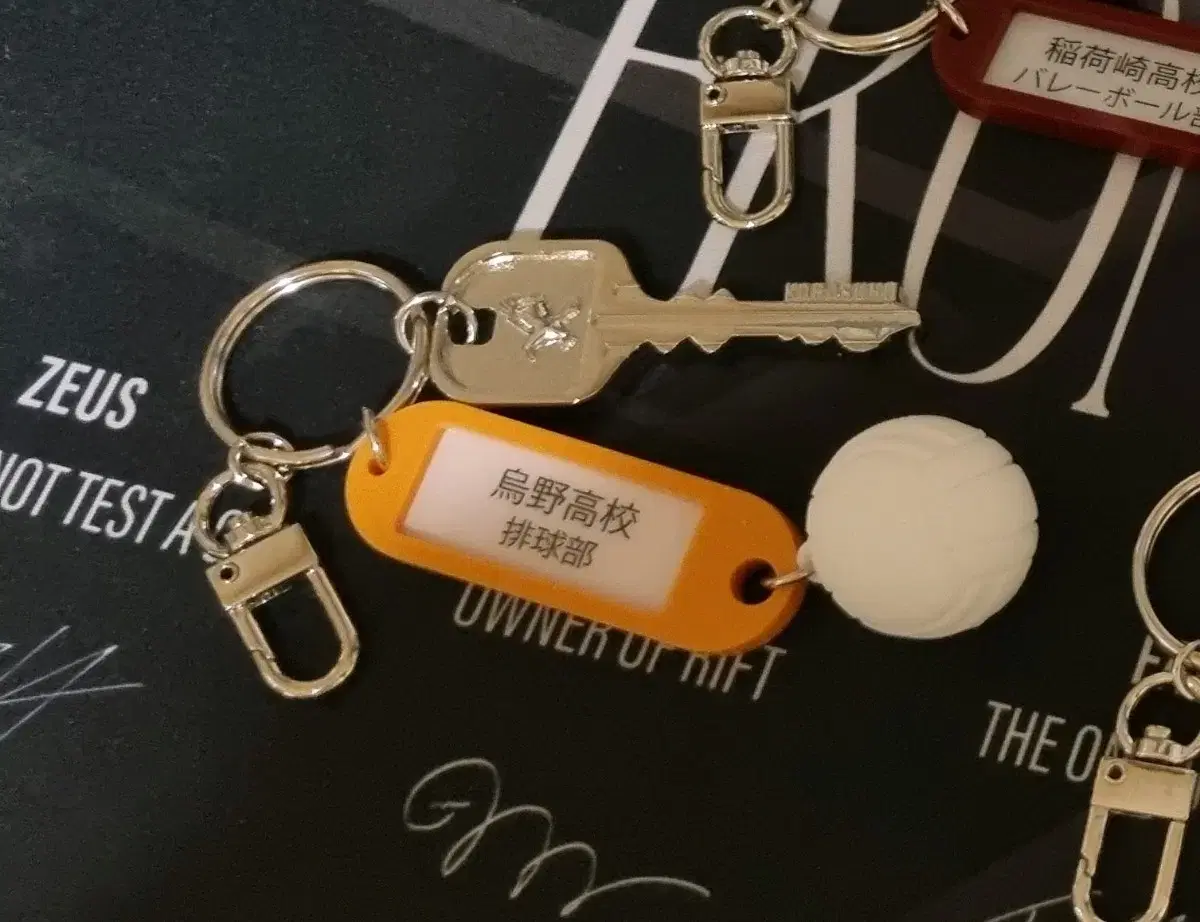 稲荷崎高校
バレーボール部
ZEUS
NOT TEST A
烏野高校
排球部
OWNER OF RIFT
THE